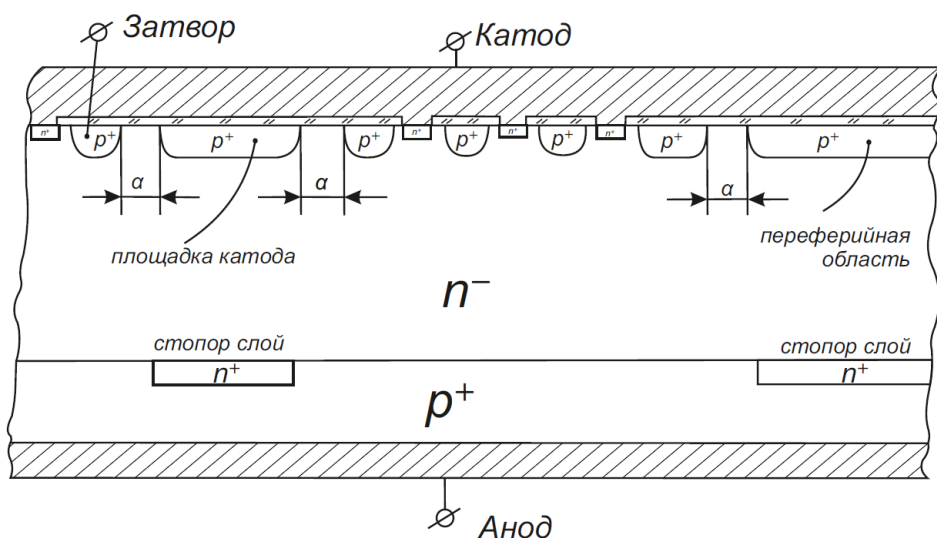 Затвор
Катод
n+
p+
p+
p+
n+
p+
n+
p+
n+
p+
p+
α
α
α
площадка катода
переферийная
область
n−
стопор слой
стопор слой
n+
n+
p+
Анод